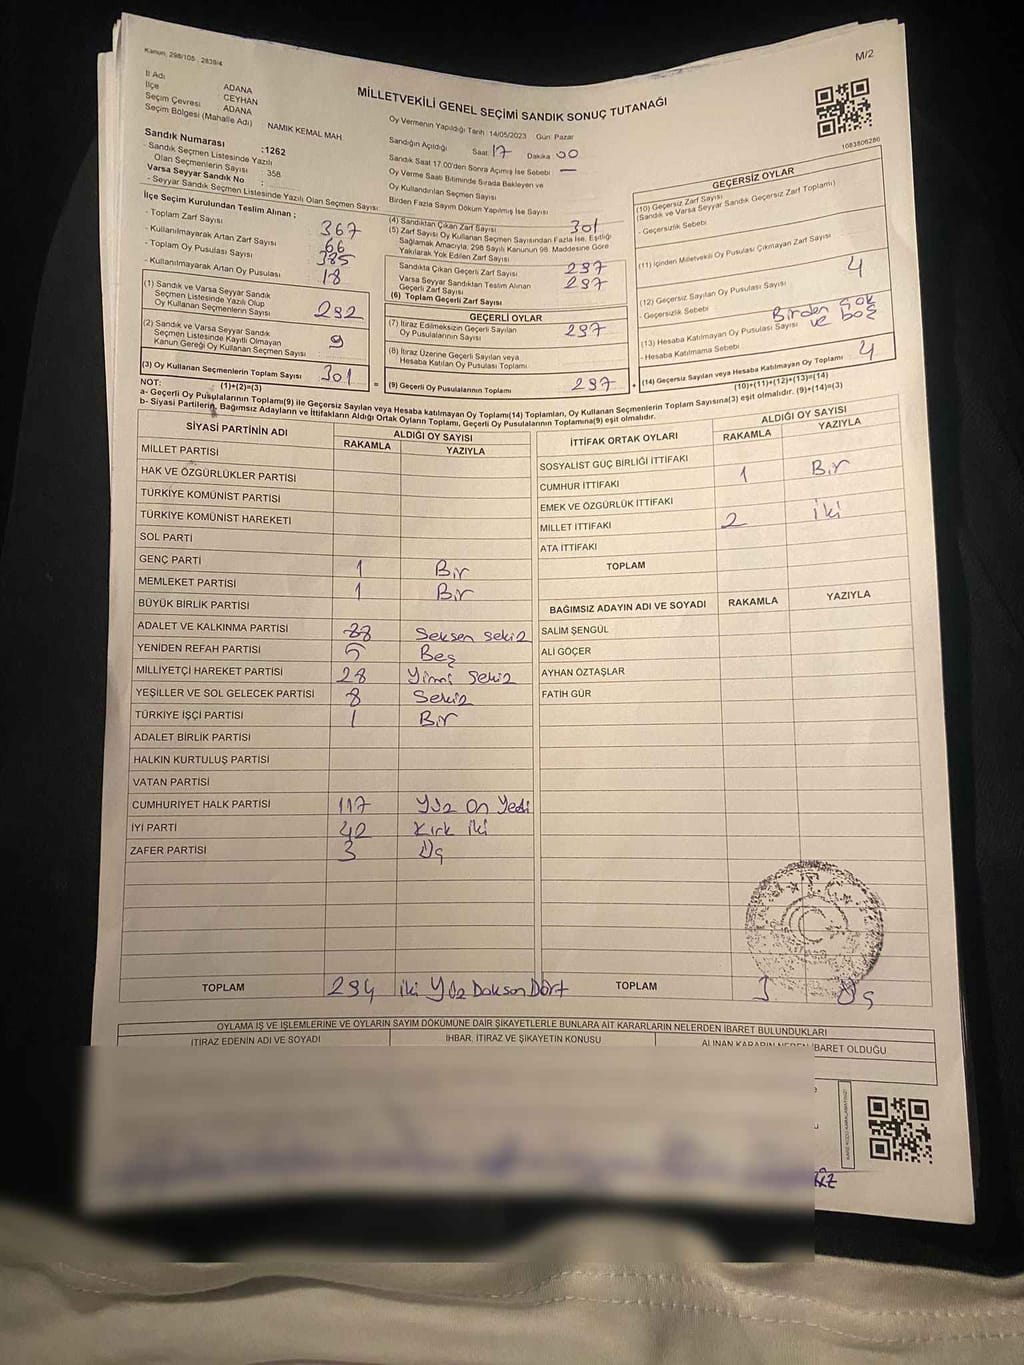 Kanun, 298/105 , 2839/4
M/2
MİLLETVEKİLİ GENEL SEÇİMİ SANDIK SONUÇ TUTANAĞI
İl Adı
ADANA
İlçe
CEYHAN
Seçim Çevresi
ADANA
Seçim Bölgesi (Mahalle Adı)
NAMIK KEMAL MAH
Sandık Numarası :1262
- Sandık Seçmen Listesinde Yazılı
Olan Seçmenlerin Sayısı : 358
Varsa Seyyar Sandık No :
- Seyyar Sandık Seçmen Listesinde Yazılı Olan Seçmen Sayısı
Oy Vermenin Yapıldığı Tarih :14/05/2023 Gün: Pazar
Sandığın Açıldığı Saat: 17 Dakika: 00
Sandık Saat 17.00'den Sonra Açılmış İse Sebebi —
Oy Verme Saati Bitiminde Sırada Bekleyen ve
Oy Kullandırılan Seçmen Sayısı
Birden Fazla Sayım Döküm Yapılmış İse Sayısı
1083806280
İlçe Seçim Kurulundan Teslim Alınan ;
- Toplam Zarf Sayısı 367
- Kullanılmayarak Artan Zarf Sayısı 66
- Toplam Oy Pusulası Sayısı 385
- Kullanılmayarak Artan Oy Pusulası 18
(1) Sandık ve Varsa Seyyar Sandık
Seçmen Listesinde Yazılı Olup
Oy Kullanan Seçmenlerin Sayısı 292
(2) Sandık ve Varsa Seyyar Sandık
Seçmen Listesinde Kayıtlı Olmayan
Kanun Gereği Oy Kullanan Seçmen Sayısı 9
(3) Oy Kullanan Seçmenlerin Toplam Sayısı 301
(1)+(2)=(3)
(4) Sandıktan Çıkan Zarf Sayısı 301
(5) Zarf Sayısı Oy Kullanan Seçmen Sayısından Fazla İse, Eşitliği
Sağlamak Amacıyla, 298 Sayılı Kanunun 98. Maddesine Göre
Yakılarak Yok Edilen Zarf Sayısı
Sandıkta Çıkan Geçerli Zarf Sayısı 297
Varsa Seyyar Sandıktan Teslim Alınan
Geçerli Zarf Sayısı 297
(6) Toplam Geçerli Zarf Sayısı
GEÇERLİ OYLAR
(7) İtiraz Edilmeksizin Geçerli Sayılan
Oy Pusulalarının Sayısı 297
(8) İtiraz Üzerine Geçerli Sayılan veya
Hesaba Katılan Oy Pusulası Toplamı
= (9) Geçerli Oy Pusulalarının Toplamı 297
GEÇERSİZ OYLAR
(10) Geçersiz Zarf Sayısı
(Sandık ve Varsa Seyyar Sandık Geçersiz Zarf Toplamı)
- Geçersizlik Sebebi
(11) İçinden Milletvekili Oy Pusulası Çıkmayan Zarf Sayısı
4
(12) Geçersiz Sayılan Oy Pusulası Sayısı
- Geçersizlik Sebebi Birden Çok
ve boş
(13) Hesaba Katılmayan Oy Pusulası Sayısı
- Hesaba Katılmama Sebebi
+ (14) Geçersiz Sayılan veya Hesaba Katılmayan Oy Toplamı 4
(10)+(11)+(12)+(13)=(14)
NOT:
a- Geçerli Oy Pusulalarının Toplamı(9) ile Geçersiz Sayılan veya Hesaba katılmayan Oy Toplamı(14) Toplamları, Oy Kullanan Seçmenlerin Toplam Sayısına(3) eşit olmalıdır. (9)+(14)=(3)
b- Siyasi Partilerin, Bağımsız Adayların ve İttifakların Aldığı Ortak Oyların Toplamı, Geçerli Oy Pusulalarının Toplamına(9) eşit olmalıdır.
SİYASİ PARTİNİN ADI
ALDIĞI OY SAYISI
RAKAMLA YAZIYLA
MİLLET PARTİSİ
HAK VE ÖZGÜRLÜKLER PARTİSİ
TÜRKİYE KOMÜNİST PARTİSİ
TÜRKİYE KOMÜNİST HAREKETİ
SOL PARTİ
GENÇ PARTİ 1 Bir
MEMLEKET PARTİSİ 1 Bir
BÜYÜK BİRLİK PARTİSİ
ADALET VE KALKINMA PARTİSİ 88 Seksen Sekiz
YENİDEN REFAH PARTİSİ 5 Beş
MİLLİYETÇİ HAREKET PARTİSİ 28 Yirmi Sekiz
YEŞİLLER VE SOL GELECEK PARTİSİ 8 Sekiz
TÜRKİYE İŞÇİ PARTİSİ 1 Bir
ADALET BİRLİK PARTİSİ
HALKIN KURTULUŞ PARTİSİ
VATAN PARTİSİ
CUMHURİYET HALK PARTİSİ 117 Yüz On Yedi
İYİ PARTİ 42 Kırk iki
ZAFER PARTİSİ 3 Üç
TOPLAM 294 iki Yüz Doksan Dört
İTTİFAK ORTAK OYLARI
ALDIĞI OY SAYISI
RAKAMLA YAZIYLA
SOSYALİST GÜÇ BİRLİĞİ İTTİFAKI
CUMHUR İTTİFAKI 1 Bir
EMEK VE ÖZGÜRLÜK İTTİFAKI
MİLLET İTTİFAKI 2 iki
ATA İTTİFAKI
TOPLAM
BAĞIMSIZ ADAYIN ADI VE SOYADI RAKAMLA YAZIYLA
SALİM ŞENGÜL
ALİ GÖÇER
AYHAN ÖZTAŞLAR
FATİH GÜR
T.C.
TOPLAM 3 Üç
OYLAMA İŞ VE İŞLEMLERİNE VE OYLARIN SAYIM DÖKÜMÜNE DAİR ŞİKAYETLERLE BUNLARA AİT KARARLARIN NELERDEN İBARET BULUNDUKLARI
İTİRAZ EDENİN ADI VE SOYADI
İHBAR, İTİRAZ VE ŞİKAYETİN KONUSU
ALINAN KARARIN NEDEN İBARET OLDUĞU